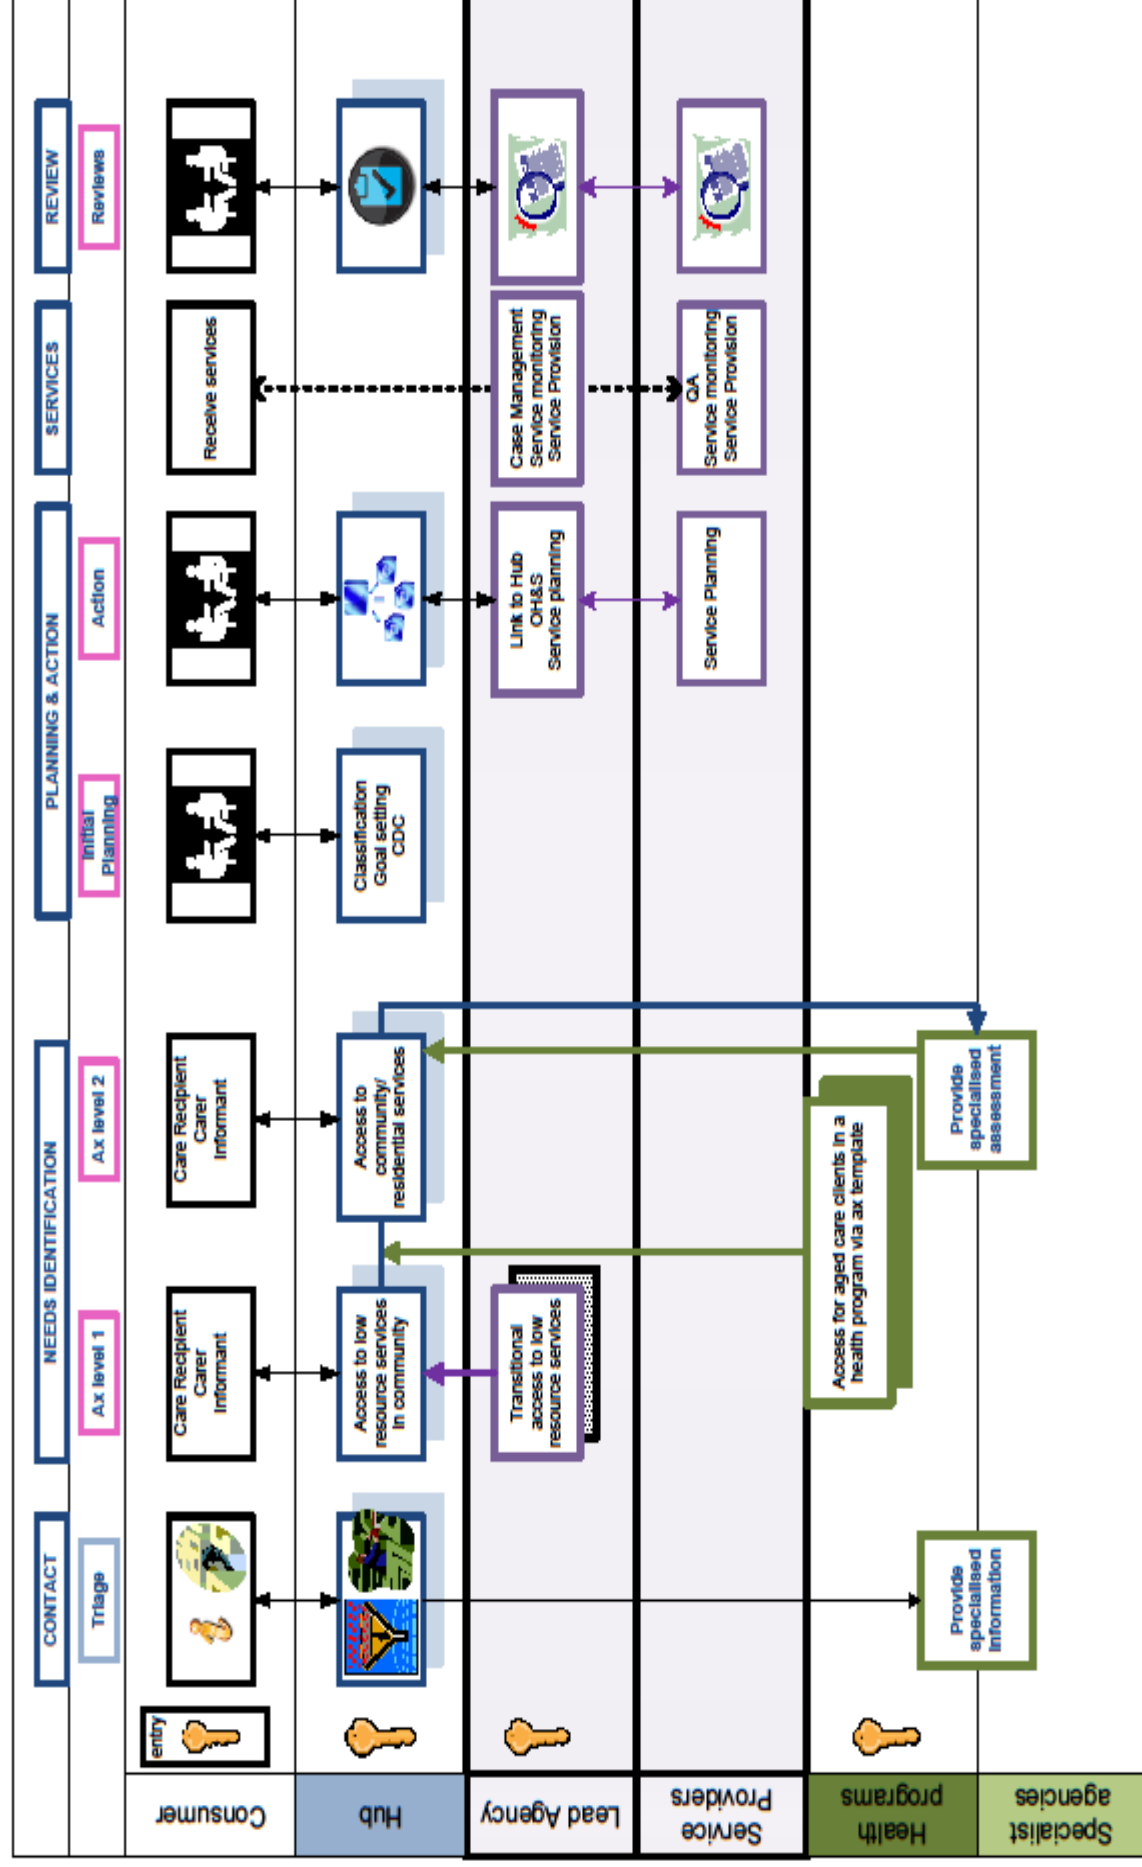 CONTACT
NEEDS IDENTIFICATION
PLANNING & ACTION
SERVICES
REVIEW
Triage
Ax level 1
Ax level 2
Initial
Planning
Action
Reviews
Consumer
entry
Care Recipient
Carer
Informant
Care Recipient
Carer
Informant
Receive services
Hub
Access to low
resource services
in community
Access to
community/
residential services
Classification
Goal setting
CDC
Lead Agency
Transitional
access to low
resource services
Link to Hub
OH&S
Service planning
Case Management
Service monitoring
Service Provision
Service
Providers
Service Planning
QA
Service monitoring
Service Provision
Health
programs
Access for aged care clients in a
health program via ax template
Specialist
agencies
Provide
specialised
information
Provide
specialised
assessment